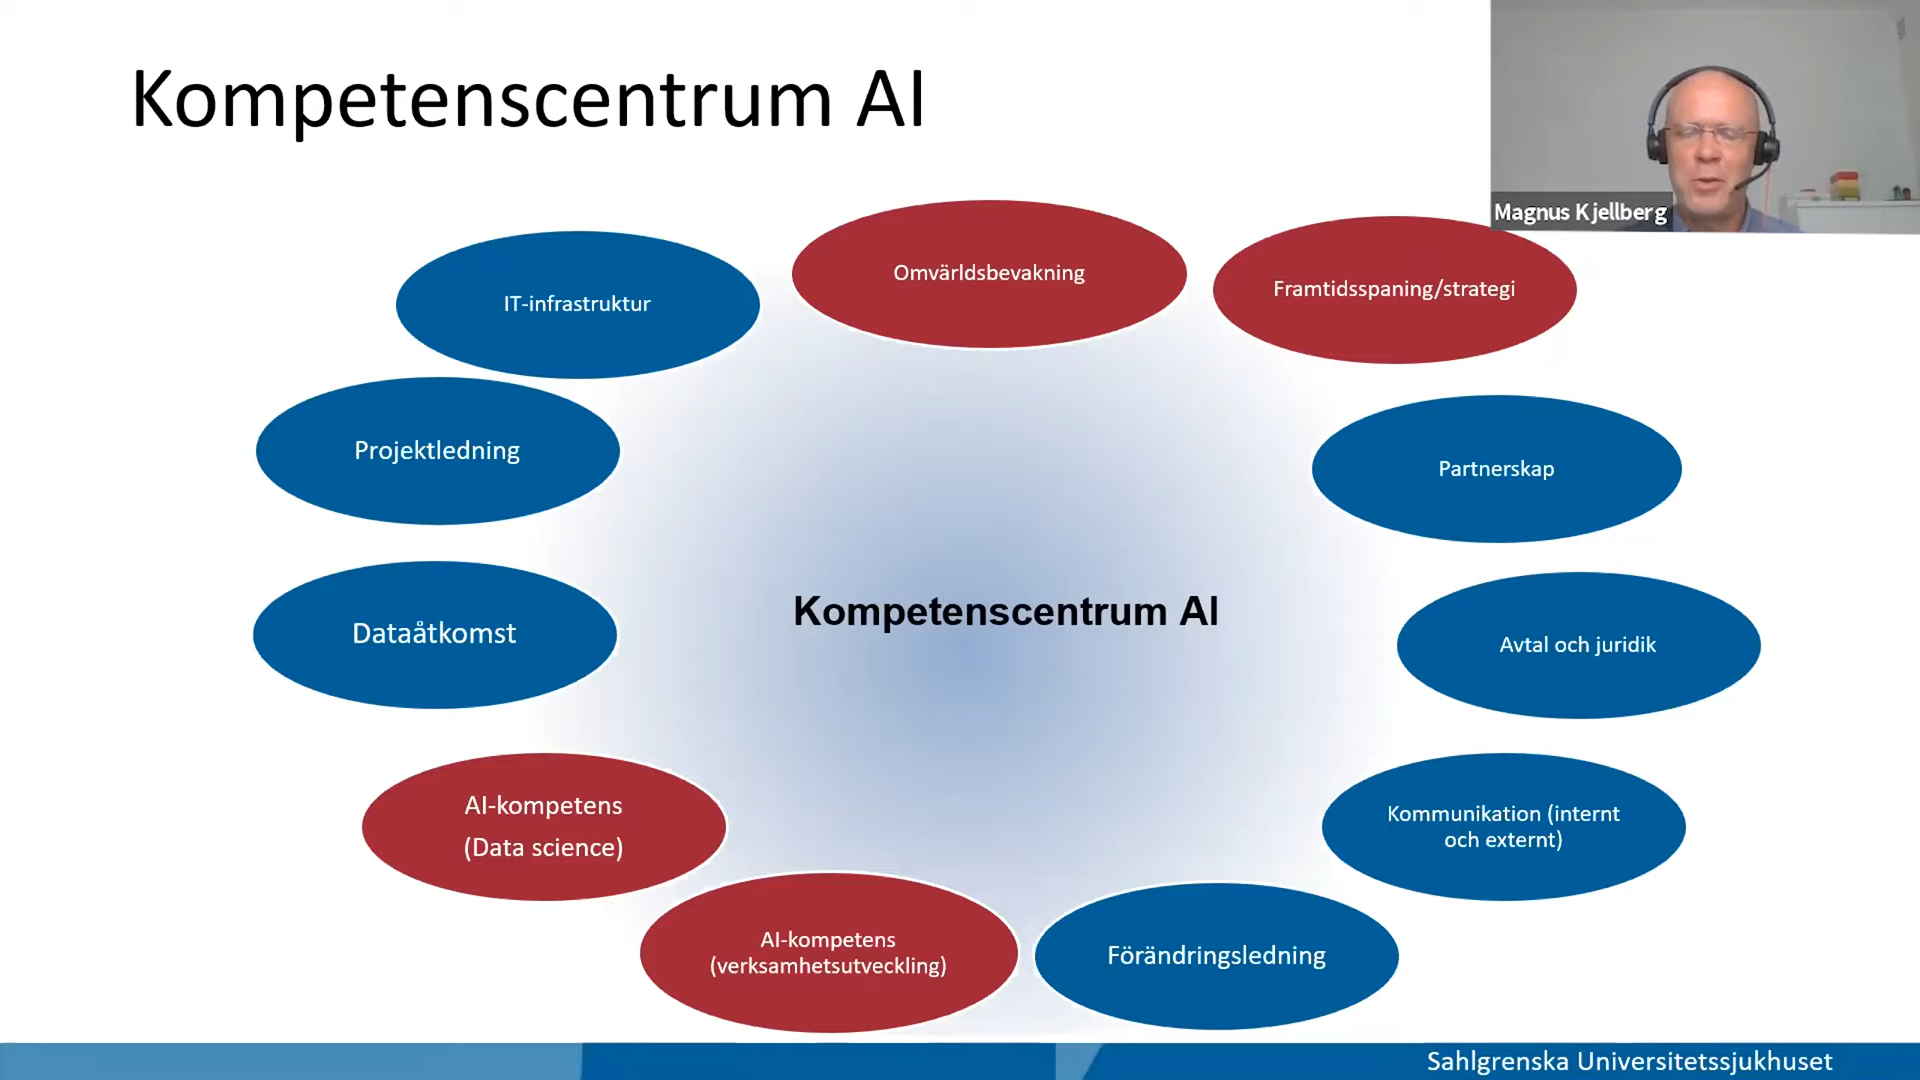 Kompetenscentrum AI
Magnus Kjellberg
Omvärldsbevakning
Framtidsspaning/strategi
IT-infrastruktur
Projektledning
Partnerskap
Dataåtkomst
Kompetenscentrum AI
Avtal och juridik
AI-kompetens
(Data science)
Kommunikation (internt
och externt)
AI-kompetens
(verksamhetsutveckling)
Förändringsledning
Sahlgrenska Universitetssjukhuset